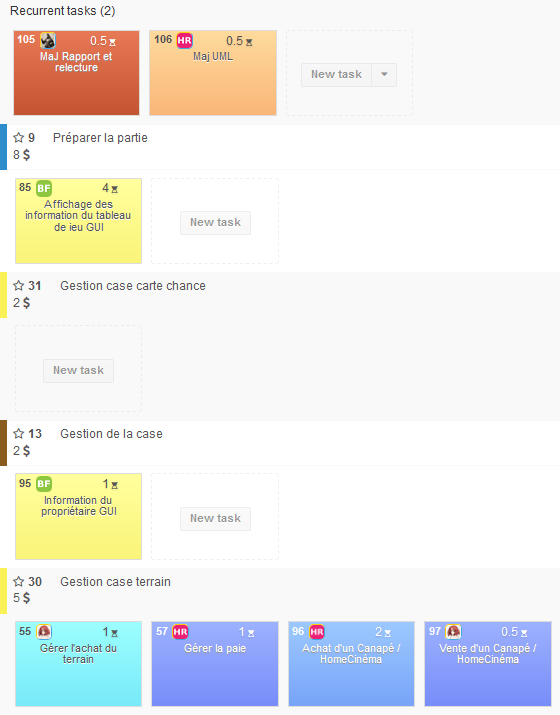 Recurrent tasks (2)
105 0.5
MaJ Rapport et
relecture
106 HR 0.5
Maj UML
New task
9 Préparer la partie
8 $
85 BF 4
Affichage des
information du tableau
de jeu GUI
New task
31 Gestion case carte chance
2 $
New task
13 Gestion de la case
2 $
95 BF 1
Information du
propriétaire GUI
New task
30 Gestion case terrain
5 $
55 1
Gérer l'achat du
terrain
57 HR 1
Gérer la paie
96 HR 2
Achat d'un Canapé /
HomeCinéma
97 0.5
Vente d'un Canapé /
HomeCinéma